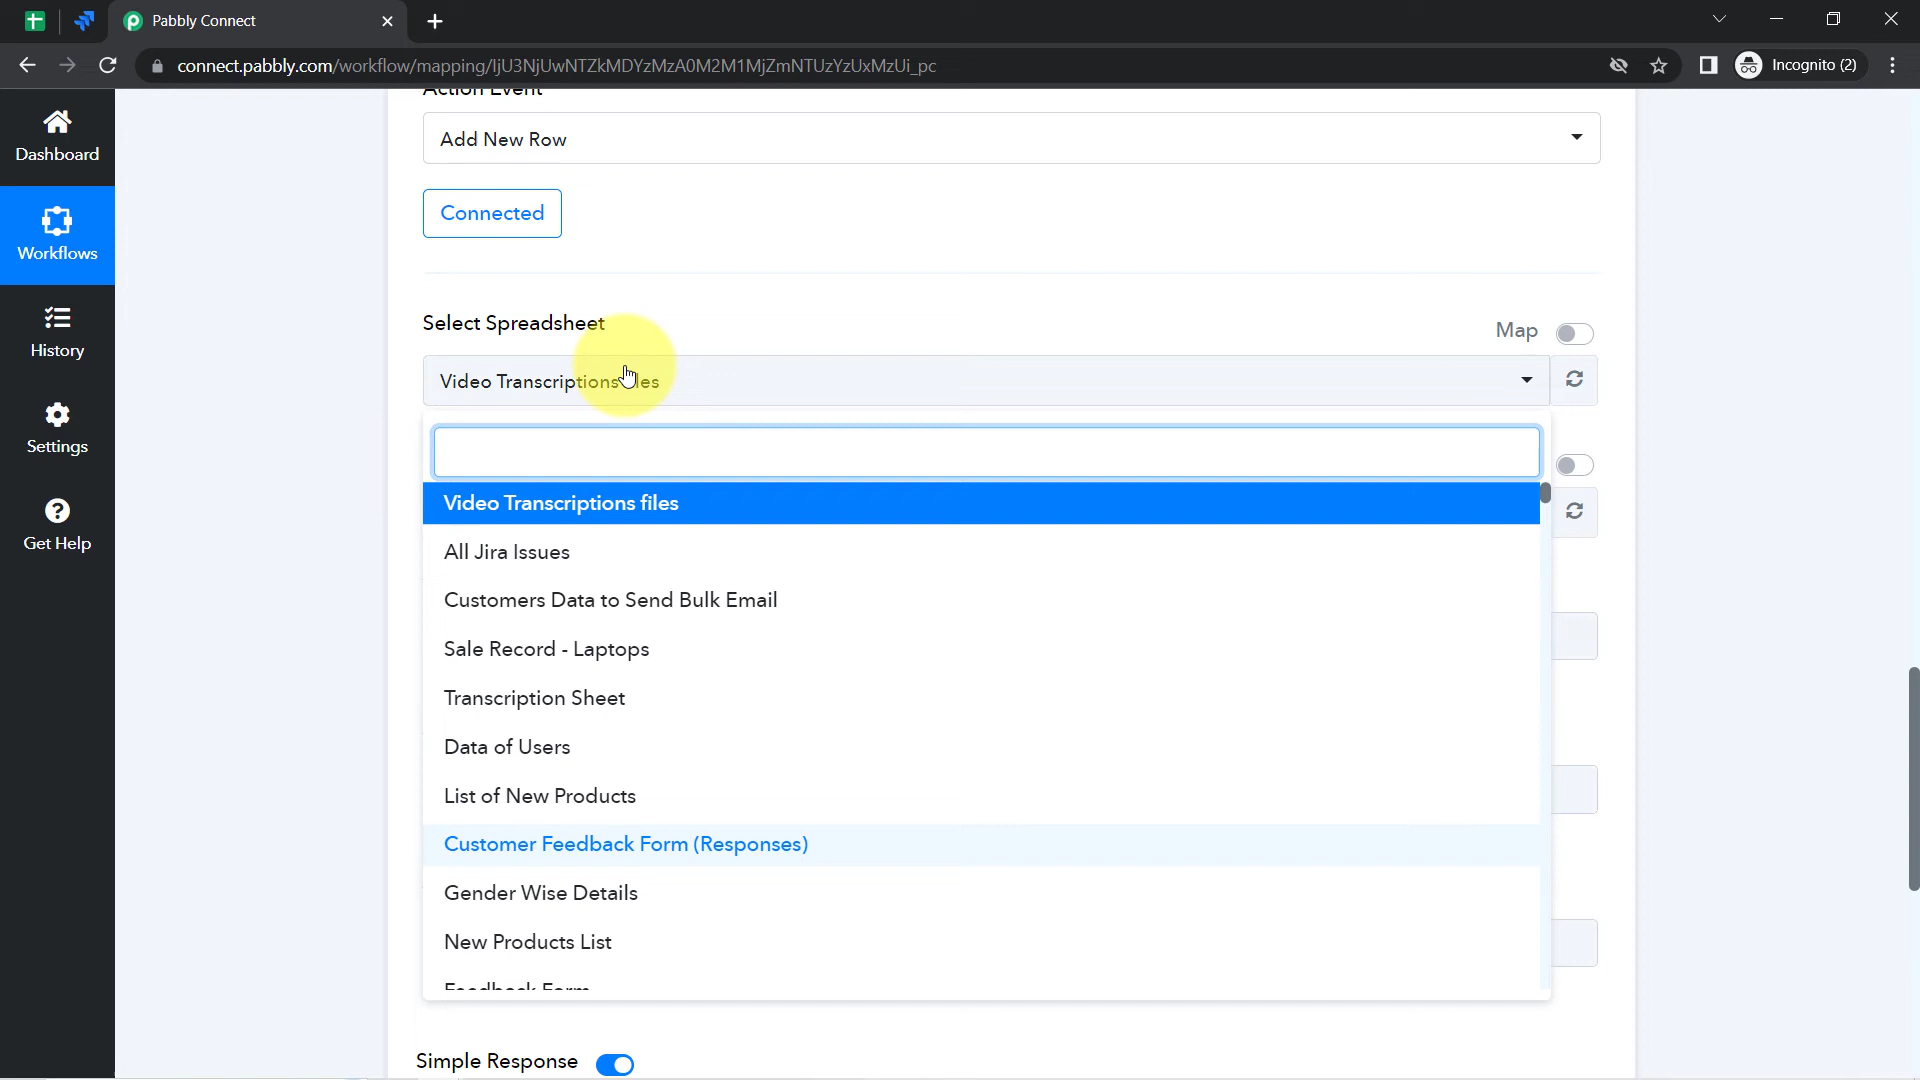 Pabbly Connect
connect.pabbly.com/workflow/mapping/IjU3NjUwNTZkMDYzMzA0M2M1MjZmNTUzYzUxMzUi_pc
Incognito (2)
Action Event
Dashboard
Add New Row
Connected
Workflows
Select Spreadsheet
Map
History
Video Transcriptions files
Settings
Video Transcriptions files
Get Help
All Jira Issues
Customers Data to Send Bulk Email
Sale Record - Laptops
Transcription Sheet
Data of Users
List of New Products
Customer Feedback Form (Responses)
Gender Wise Details
New Products List
Feedback Form
Simple Response